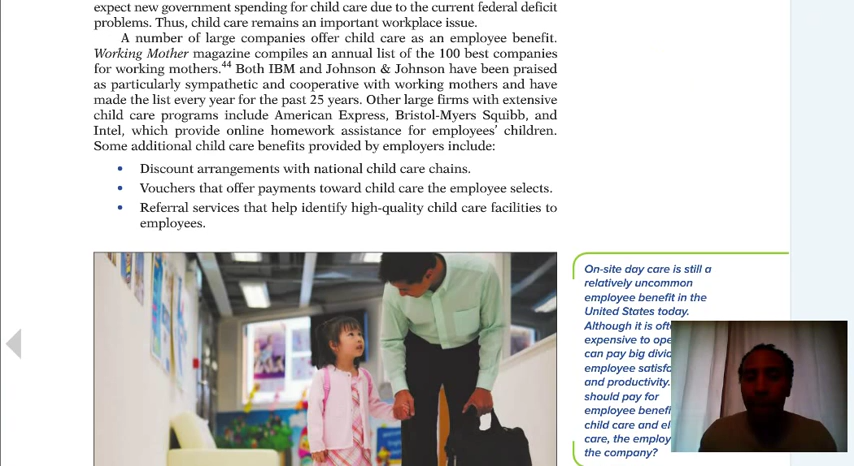 expect new government spending for child care due to the current federal deficit
problems. Thus, child care remains an important workplace issue.
A number of large companies offer child care as an employee benefit.
Working Mother magazine compiles an annual list of the 100 best companies
for working mothers.44 Both IBM and Johnson & Johnson have been praised
as particularly sympathetic and cooperative with working mothers and have
made the list every year for the past 25 years. Other large firms with extensive
child care programs include American Express, Bristol-Myers Squibb, and
Intel, which provide online homework assistance for employees' children.
Some additional child care benefits provided by employers include:
• Discount arrangements with national child care chains.
• Vouchers that offer payments toward child care the employee selects.
• Referral services that help identify high-quality child care facilities to
employees.
On-site day care is still a
relatively uncommon
employee benefit in the
United States today.
Although it is
expensive to
can pay big
employee
and productivity.
should pay for
employee
child care and
care, the
the company?